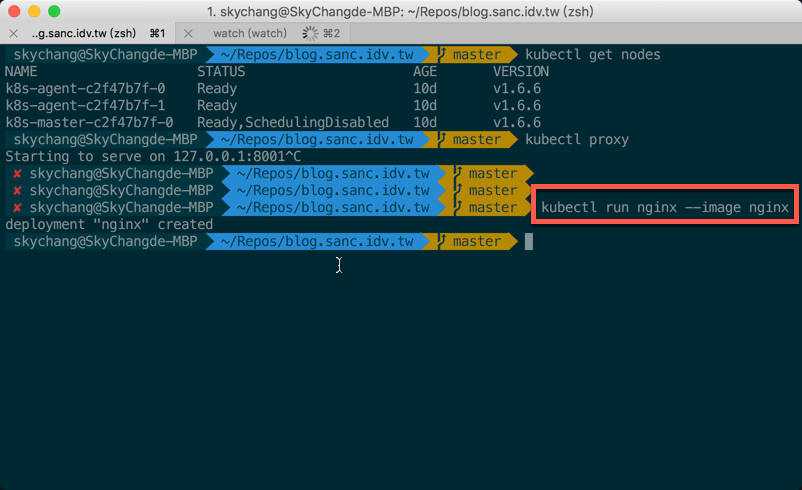 1. skychang@SkyChangde-MBP: ~/Repos/blog.sanc.idv.tw (zsh)
..g.sanc.idv.tw (zsh) ⌘1 watch (watch) ⌘2
skychang@SkyChangde-MBP ~/Repos/blog.sanc.idv.tw master kubectl get nodes
NAME STATUS AGE VERSION
k8s-agent-c2f47b7f-0 Ready 10d v1.6.6
k8s-agent-c2f47b7f-1 Ready 10d v1.6.6
k8s-master-c2f47b7f-0 Ready,SchedulingDisabled 10d v1.6.6
skychang@SkyChangde-MBP ~/Repos/blog.sanc.idv.tw master kubectl proxy
Starting to serve on 127.0.0.1:8001^C
✘ skychang@SkyChangde-MBP ~/Repos/blog.sanc.idv.tw master
✘ skychang@SkyChangde-MBP ~/Repos/blog.sanc.idv.tw master
✘ skychang@SkyChangde-MBP ~/Repos/blog.sanc.idv.tw master kubectl run nginx --image nginx
deployment "nginx" created
skychang@SkyChangde-MBP ~/Repos/blog.sanc.idv.tw master